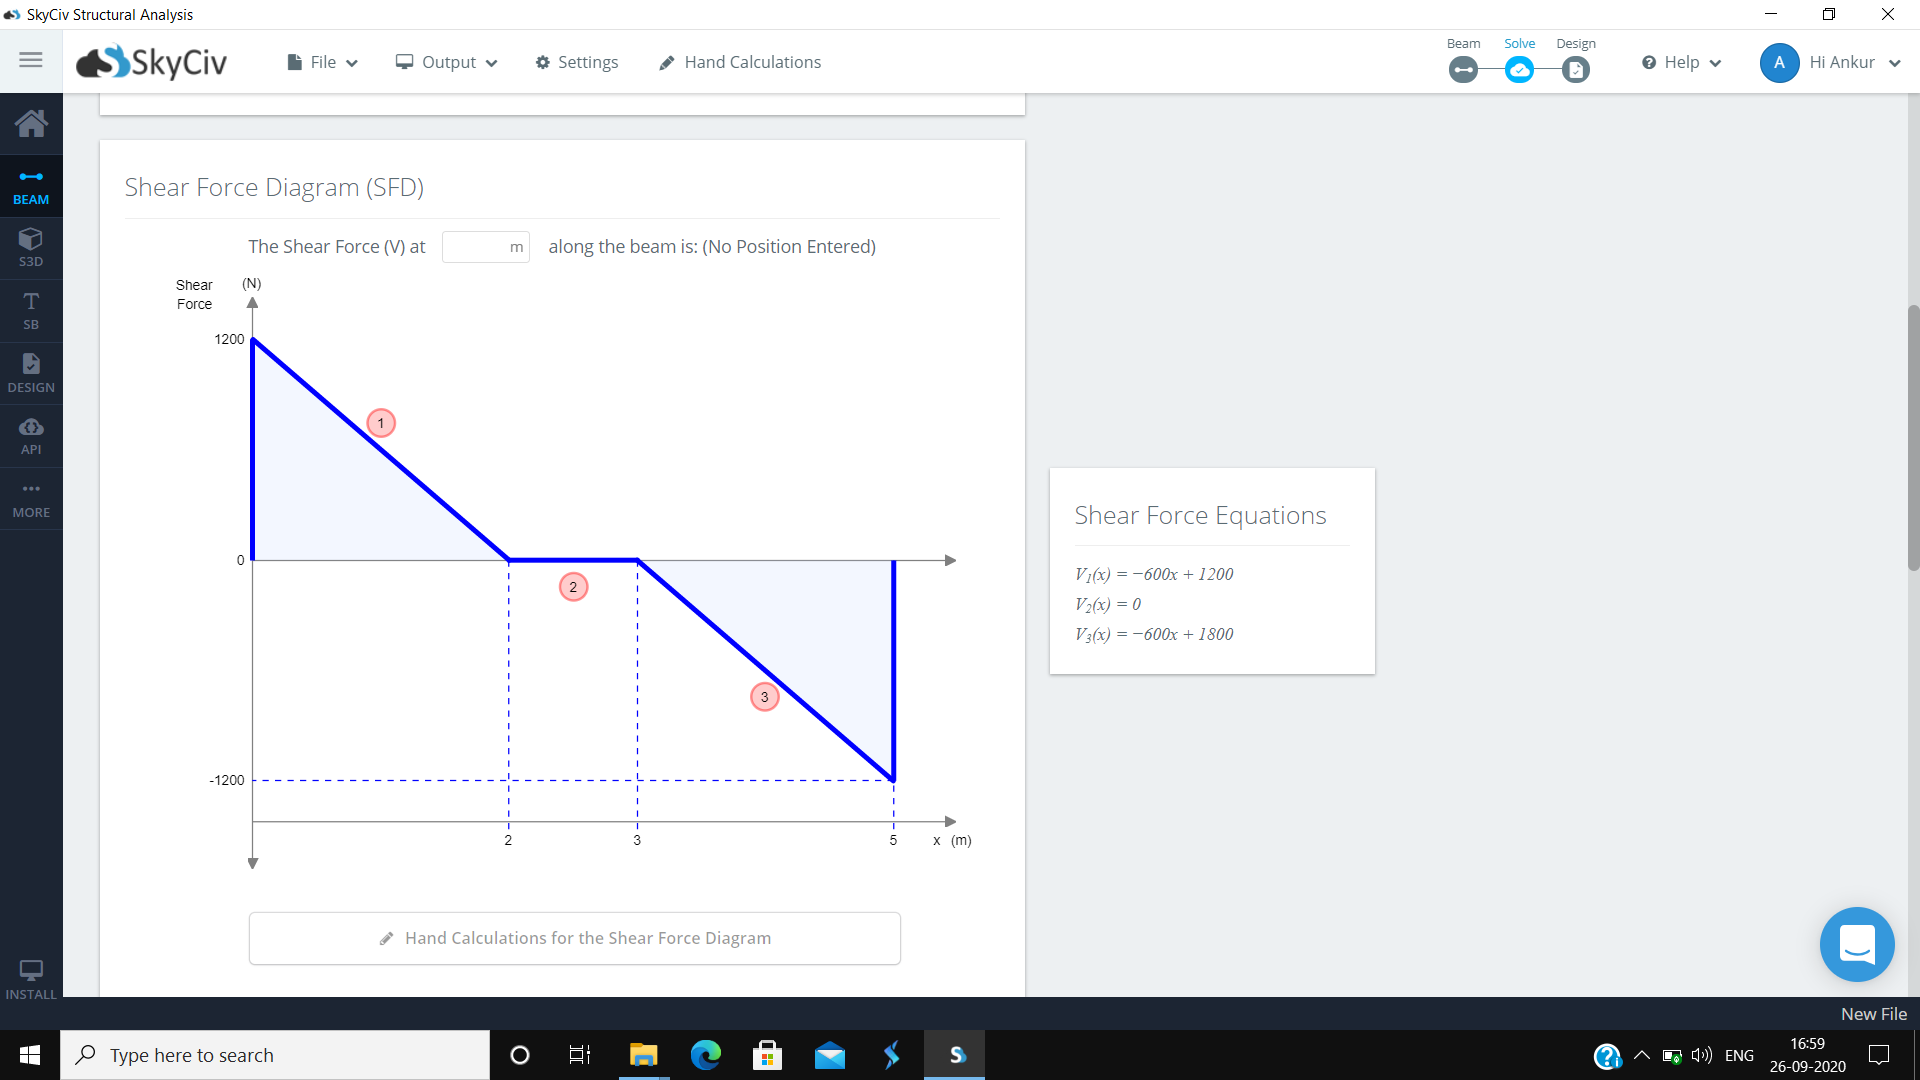 SkyCiv Structural Analysis
SkyCiv
File
Output
Settings
Hand Calculations
Beam
Solve
Design
Help
A
Hi Ankur
BEAM
S3D
T
SB
DESIGN
API
MORE
INSTALL
Shear Force Diagram (SFD)
The Shear Force (V) at m along the beam is: (No Position Entered)
Shear Force
(N)
1200
1
0
2
3
-1200
2
3
5
x (m)
Hand Calculations for the Shear Force Diagram
Shear Force Equations
V1(x) = −600x + 1200
V2(x) = 0
V3(x) = −600x + 1800
New File
Type here to search
ENG
16:59
26-09-2020